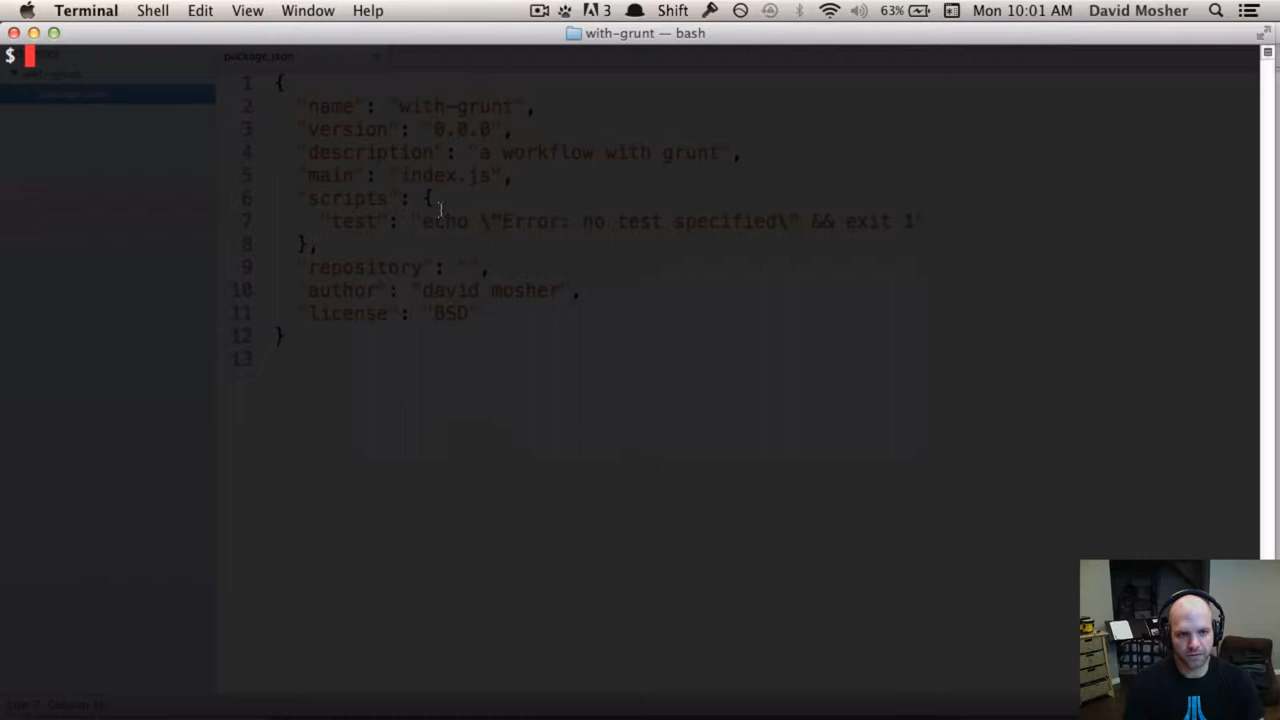 Terminal Shell Edit View Window Help 3 Shift 63% Mon 10:01 AM David Mosher
with-grunt — bash
$
package.json
1 {
2 "name": "with-grunt",
3 "version": "0.0.0",
4 "description": "a workflow with grunt",
5 "main": "index.js",
6 "scripts": {
7 "test": "echo \"Error: no test specified\" && exit 1"
8 },
9 "repository": "",
10 "author": "david mosher",
11 "license": "BSD"
12 }
13